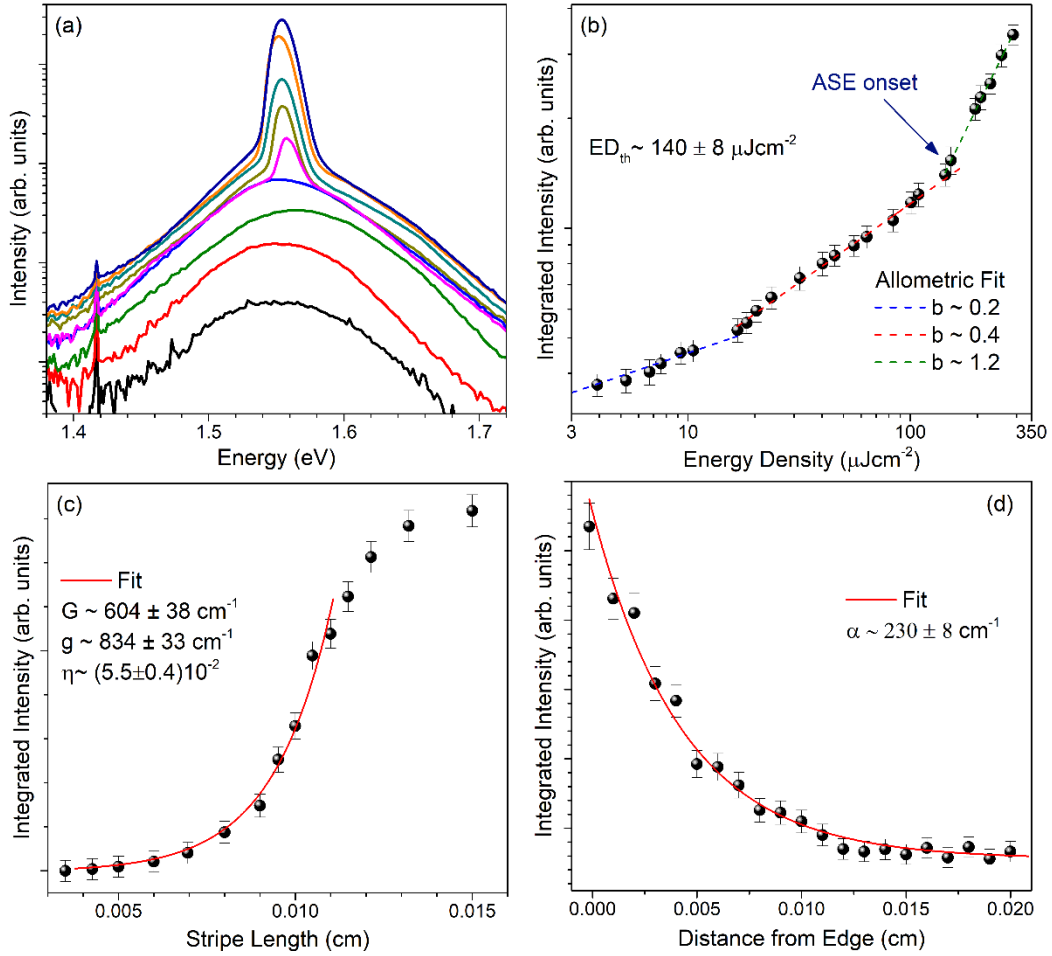 (a)
Intensity (arb. units)
1.4 1.5 1.6 1.7
Energy (eV)
(b)
ASE onset
ED_th~ 140 ± 8 μJcm⁻²
Allometric Fit
b ~ 0.2
b ~ 0.4
b ~ 1.2
Integrated Intensity (arb. units)
3 10 100 350
Energy Density (μJcm⁻²)
(c)
Fit
G ~ 604 ± 38 cm⁻¹
g ~ 834 ± 33 cm⁻¹
η~ (5.5±0.4)10⁻²
Integrated Intensity (arb. units)
0.005 0.010 0.015
Stripe Length (cm)
(d)
Fit
α ~ 230 ± 8 cm⁻¹
Integrated Intensity (arb. units)
0.000 0.005 0.010 0.015 0.020
Distance from Edge (cm)